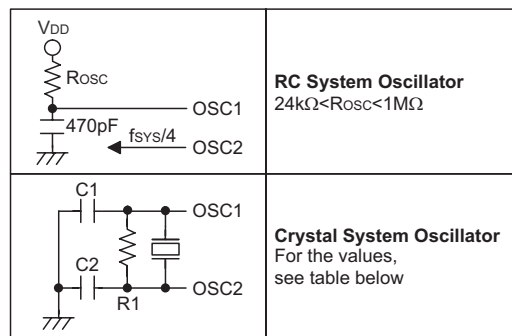 VDD
ROSC
OSC1
470pF
fSYS/4
OSC2
RC System Oscillator
24kΩ<ROSC<1MΩ
C1
OSC1
C2
R1
OSC2
Crystal System Oscillator
For the values,
see table below